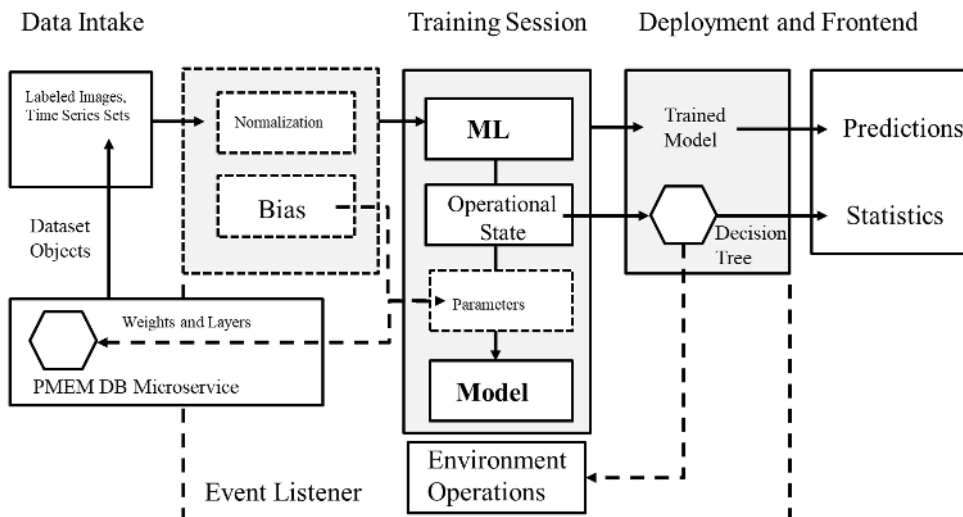 Data Intake
Training Session
Deployment and Frontend
Labeled Images,
Time Series Sets
Normalization
Bias
ML
Operational
State
Parameters
Model
Trained
Model
Decision
Tree
Predictions
Statistics
Dataset
Objects
Weights and Layers
PMEM DB Microservice
Event Listener
Environment
Operations